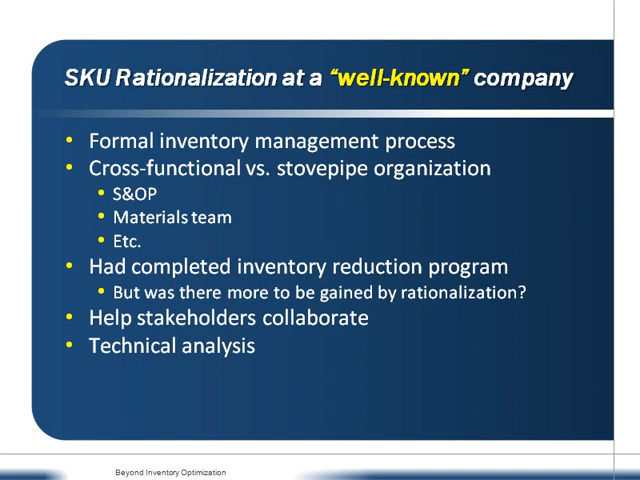 SKU Rationalization at a “well-known” company
• Formal inventory management process
• Cross-functional vs. stovepipe organization
• S&OP
• Materials team
• Etc.
• Had completed inventory reduction program
• But was there more to be gained by rationalization?
• Help stakeholders collaborate
• Technical analysis
Beyond Inventory Optimization